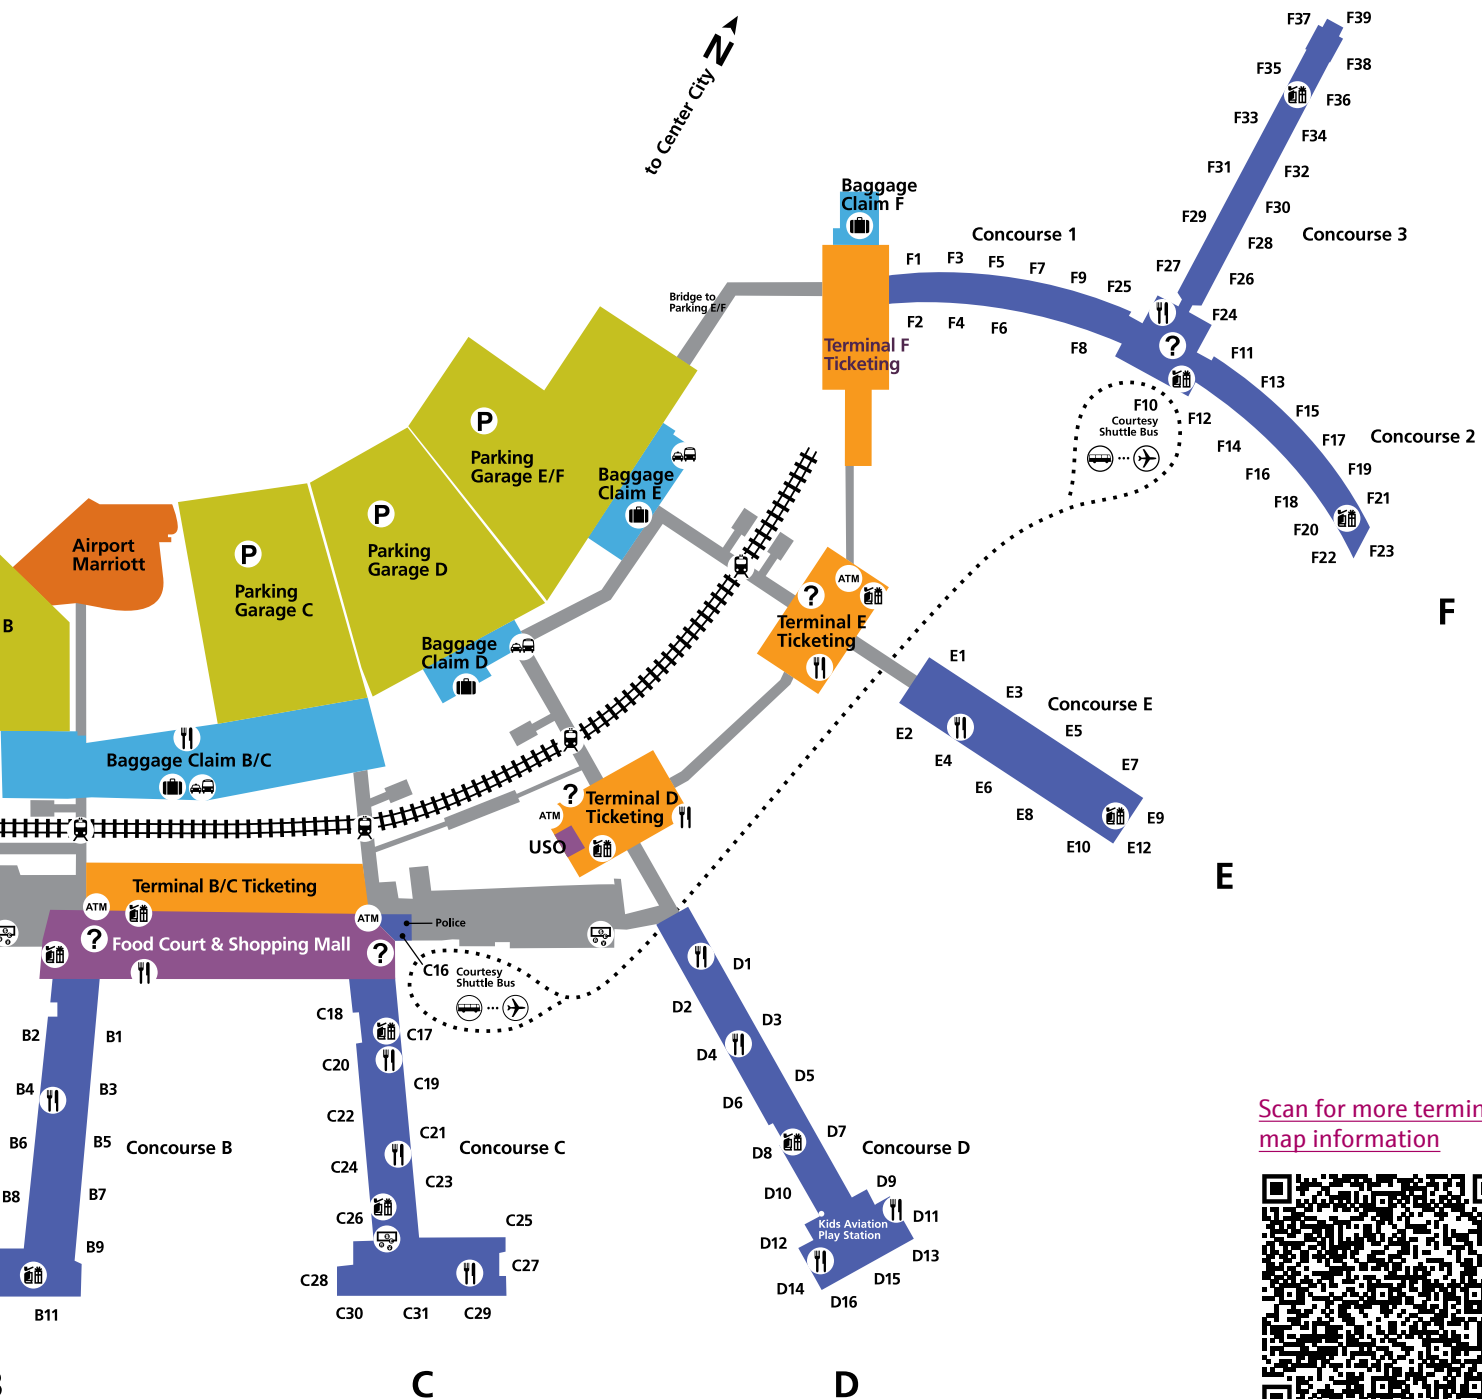 F37
F39
F38
F35
F36
F33
F34
F31
F32
F29
F30
F28
Concourse 3
F27
F26
F24
N
to Center City
Baggage
Claim F
Concourse 1
F1
F3
F5
F7
F9
F25
F2
F4
F6
F8
Bridge to
Parking E/F
Terminal F
Ticketing
?
F11
F13
F15
F17
Concourse 2
F19
F21
F23
F10
F12
F14
F16
F18
F20
F22
Courtesy
Shuttle Bus
F
P
Parking
Garage E/F
Baggage
Claim E
P
Parking
Garage D
P
Parking
Garage C
Airport
Marriott
B
Baggage
Claim D
ATM
?
Terminal E
Ticketing
E1
E3
Concourse E
E5
E7
E9
E2
E4
E6
E8
E10
E12
E
Baggage Claim B/C
?
ATM
Terminal D
Ticketing
USO
Terminal B/C Ticketing
ATM
ATM
Police
?
Food Court & Shopping Mall
?
C16
Courtesy
Shuttle Bus
B2
B1
B4
B3
B6
B5
Concourse B
B8
B7
B9
B11
C18
C17
C20
C19
C22
C21
Concourse C
C24
C23
C26
C25
C27
C28
C30
C31
C29
D1
D2
D3
D4
D5
D6
D7
D8
Concourse D
D9
D10
D11
Kids Aviation
Play Station
D12
D13
D14
D15
D16
Scan for more termin
map information
C
D